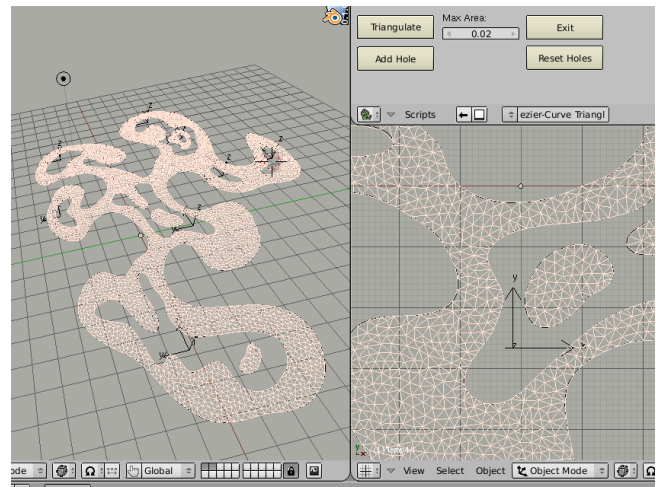 Max Area:
Triangulate
0.02
Exit
Add Hole
Reset Holes
Scripts
ezier-Curve Triangl
z
z
z
z
y
ode
Global
View
Select
Object
Object Mode